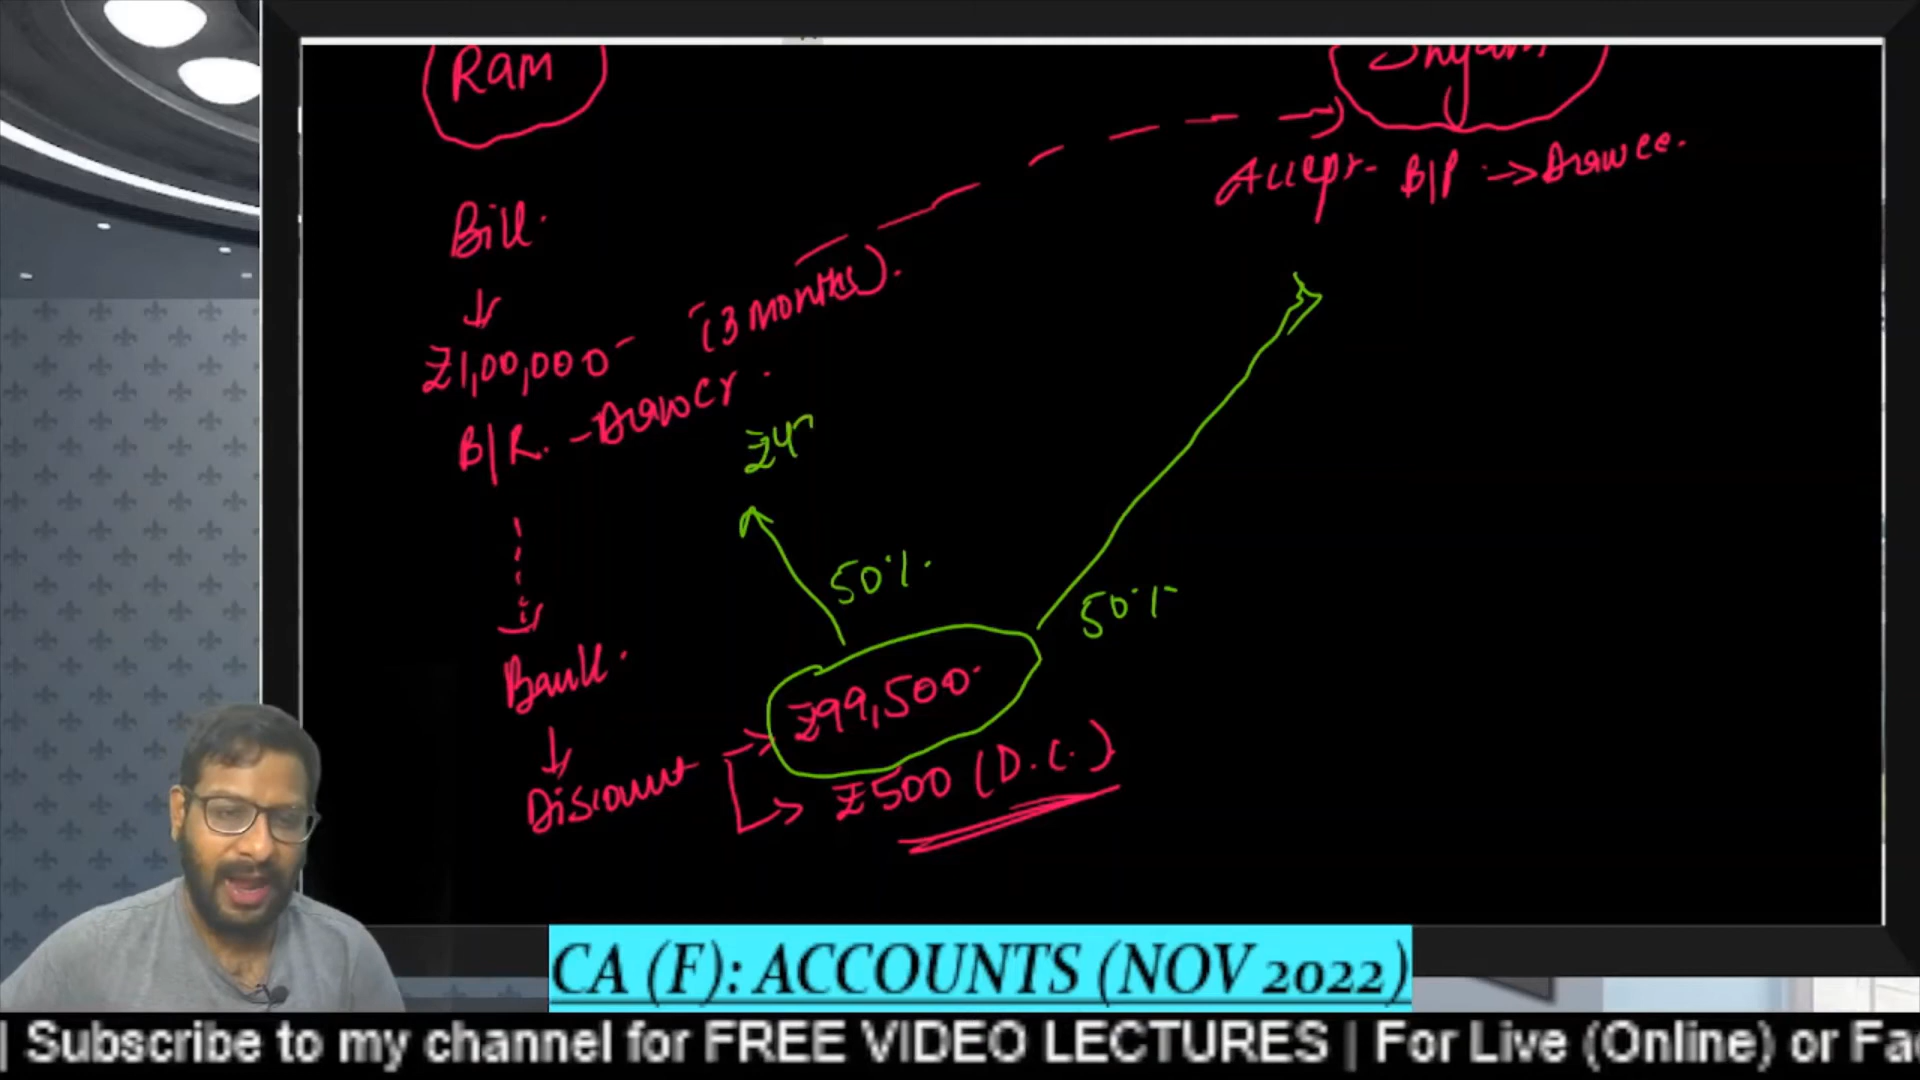 Ram
Shyam
Accept- B/P → Drawee.
Bill.
↓
₹1,00,000 (3 months).
B/R. - Drawer.
₹49
50%.
50%
Bank.
↓
Discount → ₹99,500
→ ₹500 (D.C.)
CA (F): ACCOUNTS (NOV 2022)
| Subscribe to my channel for FREE VIDEO LECTURES | For Live (Online) or Fa